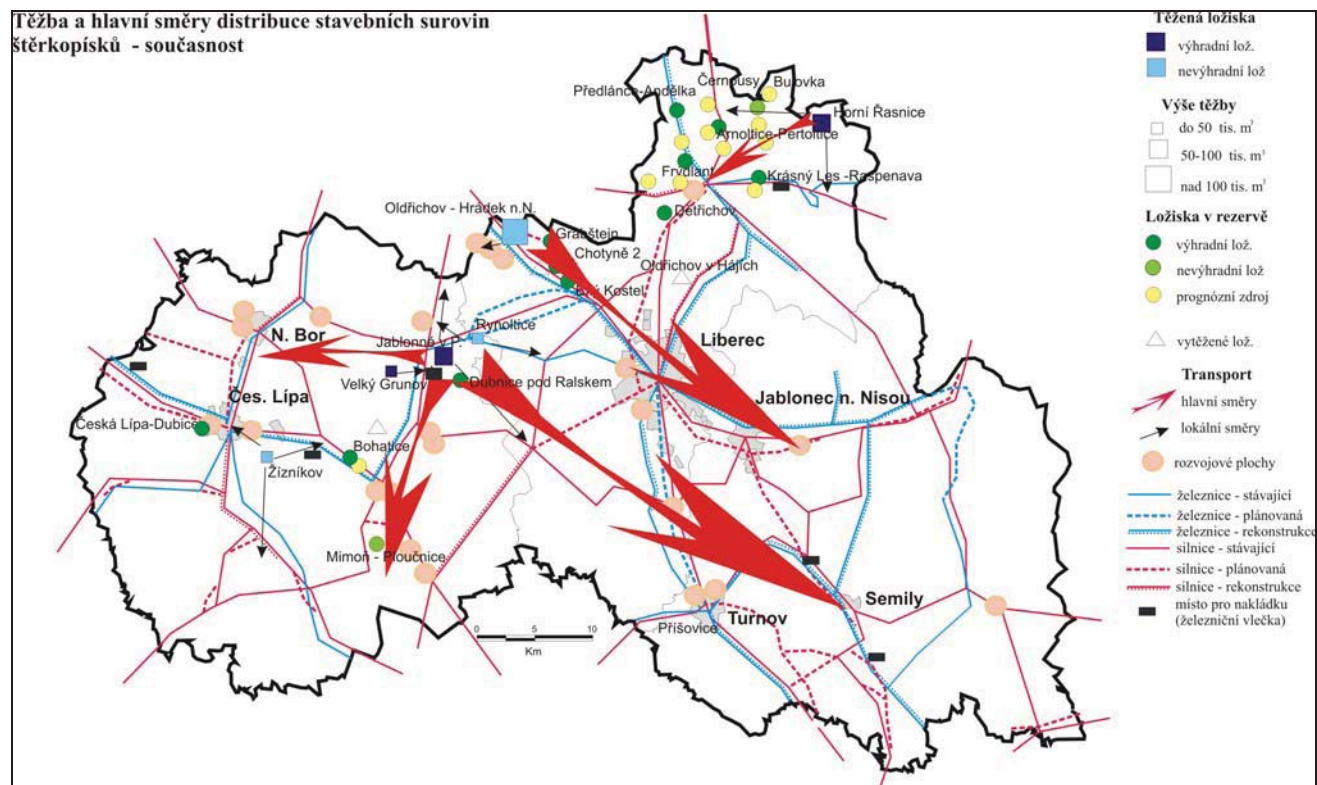 Těžba a hlavní směry distribuce stavebních surovin
štěrkopísků - současnost
Těžená ložiska
výhradní lož.
nevýhradní lož
Výše těžby
do 50 tis. m³
50-100 tis. m³
nad 100 tis. m³
Ložiska v rezervě
výhradní lož.
nevýhradní lož
prognózní zdroj
vytěžené lož.
Transport
hlavní směry
lokální směry
rozvojové plochy
železnice - stávající
železnice - plánovaná
železnice - rekonstrukce
silnice - stávající
silnice - plánovaná
silnice - rekonstrukce
místo pro nakládku
(železniční vlečka)
Černousy
Bulovka
Předlánce-Andělka
Horní Řasnice
Arnoltice-Pertoltice
Frýdlant
Krásný Les -Raspenava
Dětřichov
Oldřichov - Hrádek n.N.
Grabštejn
Chotyně 2
Oldřichov v Hájích
Kostel
Rynoltice
N. Bor
Jablonné v P.
Liberec
Velký Grunov
Dubnice pod Ralskem
Čes. Lípa
Jablonec n. Nisou
Česká Lípa-Dubice
Bohatice
Žízníkov
Mimoň - Ploučnice
Semily
Turnov
Příšovice
0 5 10
Km